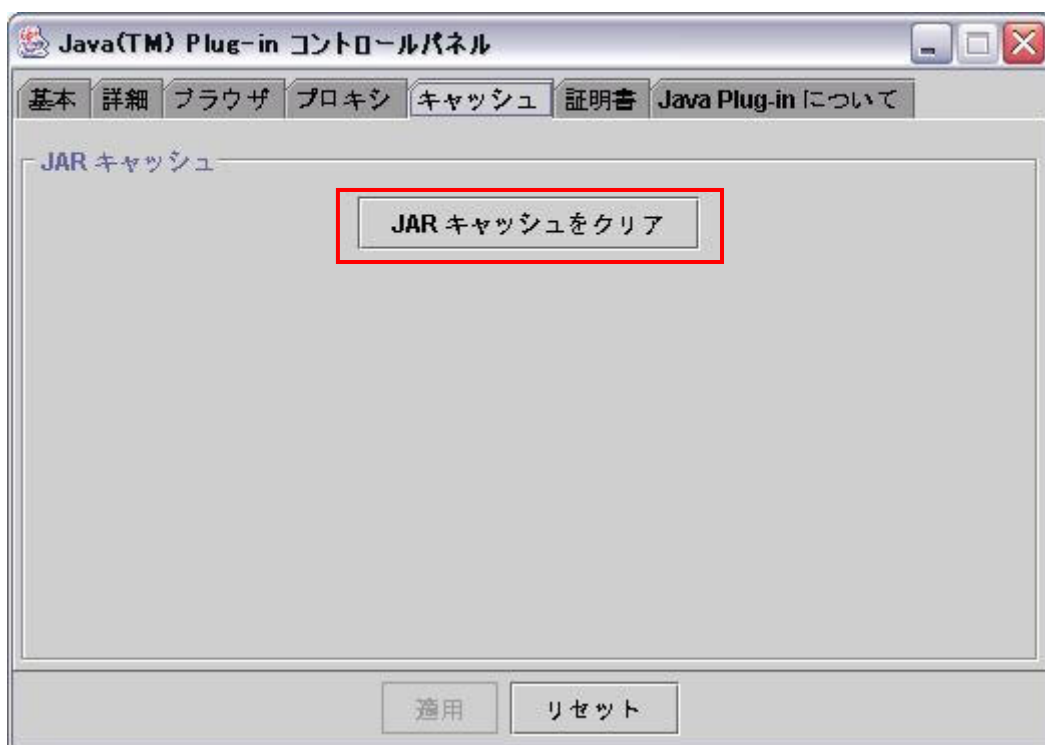 Java(TM) Plug-in コントロールパネル
基本 詳細 ブラウザ プロキシ キャッシュ 証明書 Java Plug-in について
JAR キャッシュ
JAR キャッシュをクリア
適用 リセット